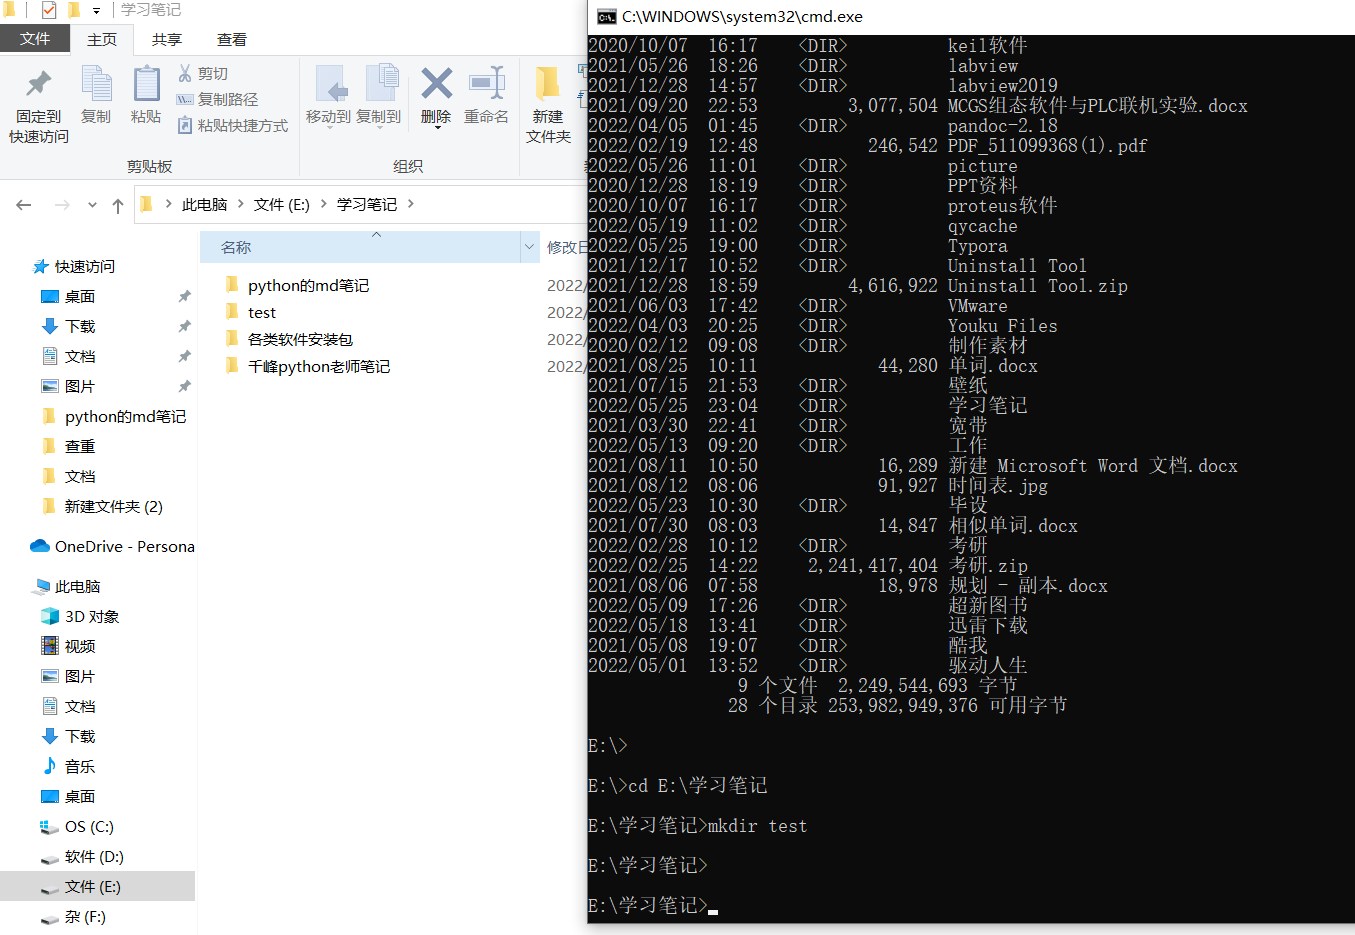 学习笔记
文件 主页 共享 查看
固定到
快速访问
复制
粘贴
剪切
复制路径
粘贴快捷方式
剪贴板
移动到
复制到
删除
重命名
组织
新建
文件夹
此电脑 文件 (E:) 学习笔记
名称 修改日
python的md笔记 2022/
test 2022/
各类软件安装包 2022/
千峰python老师笔记 2022/
快速访问
桌面
下载
文档
图片
python的md笔记
查重
文档
新建文件夹 (2)
OneDrive - Persona
此电脑
3D 对象
视频
图片
文档
下载
音乐
桌面
OS (C:)
软件 (D:)
文件 (E:)
杂 (F:)
C:\WINDOWS\system32\cmd.exe
2020/10/07 16:17 <DIR> keil软件
2021/05/26 18:26 <DIR> labview
2021/12/28 14:57 <DIR> labview2019
2021/09/20 22:53 3,077,504 MCGS组态软件与PLC联机实验.docx
2022/04/05 01:45 <DIR> pandoc-2.18
2022/02/19 12:48 246,542 PDF_511099368(1).pdf
2022/05/26 11:01 <DIR> picture
2020/12/28 18:19 <DIR> PPT资料
2020/10/07 16:17 <DIR> proteus软件
2022/05/19 11:02 <DIR> qycache
2022/05/25 19:00 <DIR> Typora
2021/12/17 10:52 <DIR> Uninstall Tool
2021/12/28 18:59 4,616,922 Uninstall Tool.zip
2021/06/03 17:42 <DIR> VMware
2022/04/03 20:25 <DIR> Youku Files
2020/02/12 09:08 <DIR> 制作素材
2021/08/25 10:11 44,280 单词.docx
2021/07/15 21:53 <DIR> 壁纸
2022/05/25 23:04 <DIR> 学习笔记
2021/03/30 22:41 <DIR> 宽带
2022/05/13 09:20 <DIR> 工作
2021/08/11 10:50 16,289 新建 Microsoft Word 文档.docx
2021/08/12 08:06 91,927 时间表.jpg
2022/05/23 10:30 <DIR> 毕设
2021/07/30 08:03 14,847 相似单词.docx
2022/02/28 10:12 <DIR> 考研
2022/02/25 14:22 2,241,417,404 考研.zip
2021/08/06 07:58 18,978 规划 - 副本.docx
2022/05/09 17:26 <DIR> 超新图书
2022/05/18 13:41 <DIR> 迅雷下载
2021/05/08 19:07 <DIR> 酷我
2022/05/01 13:52 <DIR> 驱动人生
9 个文件 2,249,544,693 字节
28 个目录 253,982,949,376 可用字节
E:\>
E:\>cd E:\学习笔记
E:\学习笔记>mkdir test
E:\学习笔记>
E:\学习笔记>